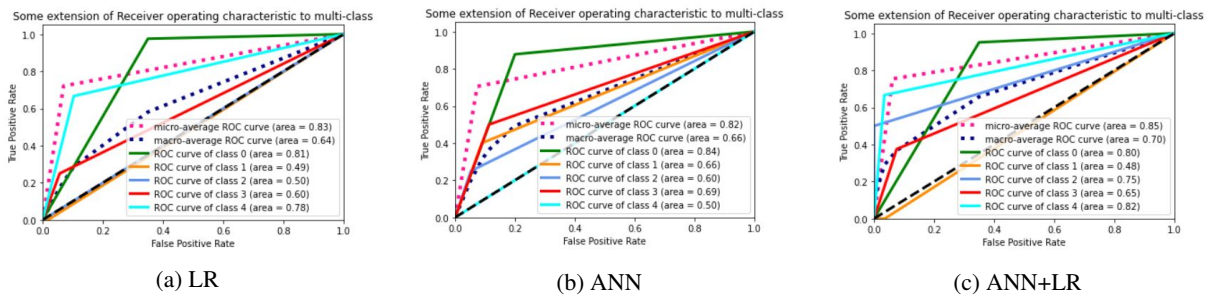 Some extension of Receiver operating characteristic to multi-class
1.0
0.8
0.6
0.4
0.2
0.0
True Positive Rate
micro-average ROC curve (area = 0.83)
macro-average ROC curve (area = 0.64)
ROC curve of class 0 (area = 0.81)
ROC curve of class 1 (area = 0.49)
ROC curve of class 2 (area = 0.50)
ROC curve of class 3 (area = 0.60)
ROC curve of class 4 (area = 0.78)
0.0 0.2 0.4 0.6 0.8 1.0
False Positive Rate
(a) LR
Some extension of Receiver operating characteristic to multi-class
1.0
0.8
0.6
0.4
0.2
0.0
True Positive Rate
micro-average ROC curve (area = 0.82)
macro-average ROC curve (area = 0.66)
ROC curve of class 0 (area = 0.84)
ROC curve of class 1 (area = 0.66)
ROC curve of class 2 (area = 0.60)
ROC curve of class 3 (area = 0.69)
ROC curve of class 4 (area = 0.50)
0.0 0.2 0.4 0.6 0.8 1.0
False Positive Rate
(b) ANN
Some extension of Receiver operating characteristic to multi-class
1.0
0.8
0.6
0.4
0.2
0.0
True Positive Rate
micro-average ROC curve (area = 0.85)
macro-average ROC curve (area = 0.70)
ROC curve of class 0 (area = 0.80)
ROC curve of class 1 (area = 0.48)
ROC curve of class 2 (area = 0.75)
ROC curve of class 3 (area = 0.65)
ROC curve of class 4 (area = 0.82)
0.0 0.2 0.4 0.6 0.8 1.0
False Positive Rate
(c) ANN+LR